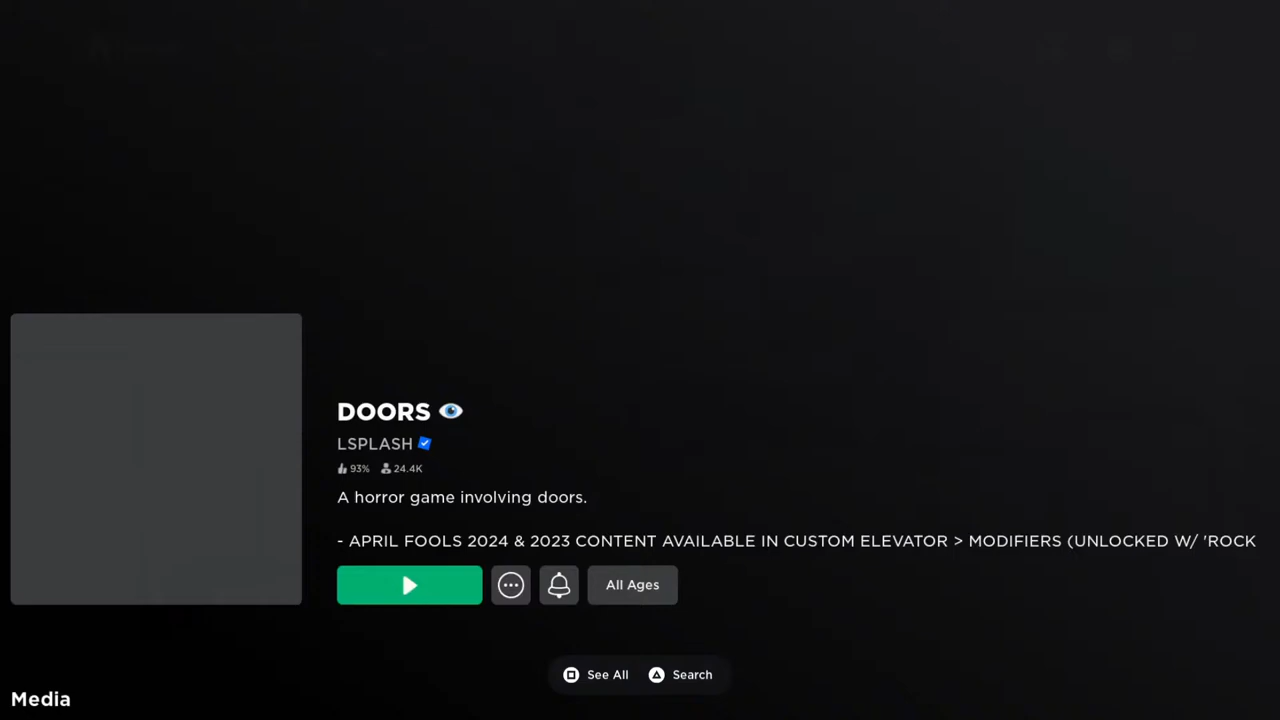 DOORS
LSPLASH
93% 24.4K
A horror game involving doors.
- APRIL FOOLS 2024 & 2023 CONTENT AVAILABLE IN CUSTOM ELEVATOR > MODIFIERS (UNLOCKED W/ 'ROCK
All Ages
See All Search
Media